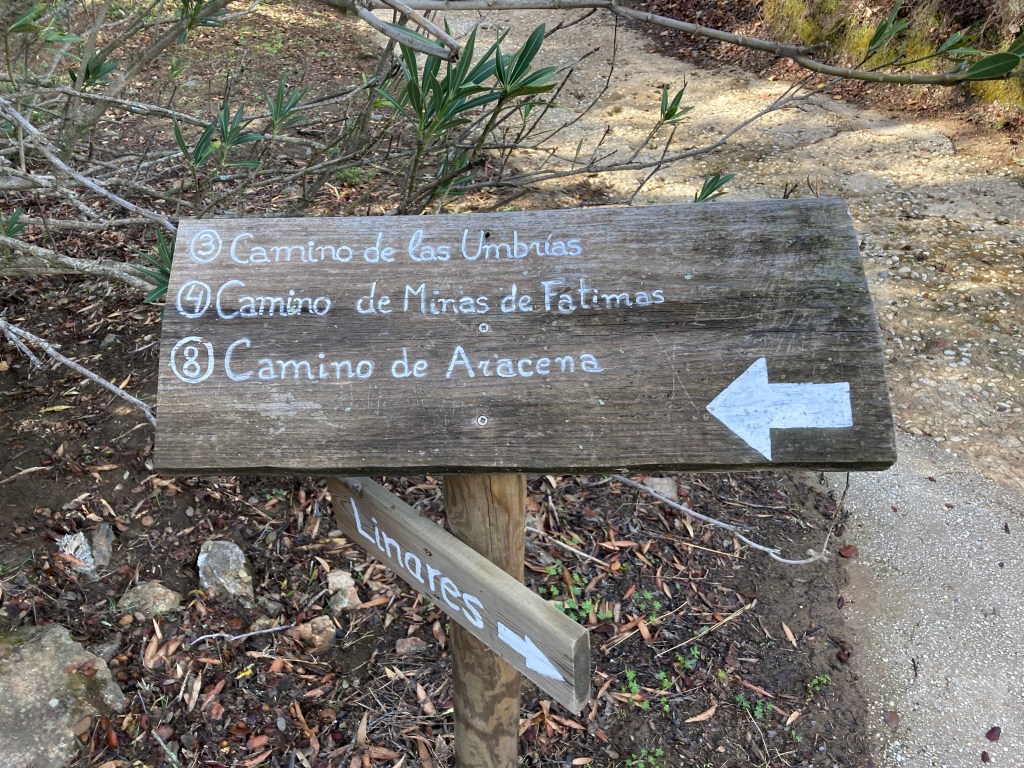 ③ Camino de las Umbrías
④ Camino de Minas de Fatimas
⑧ Camino de Aracena
Linares